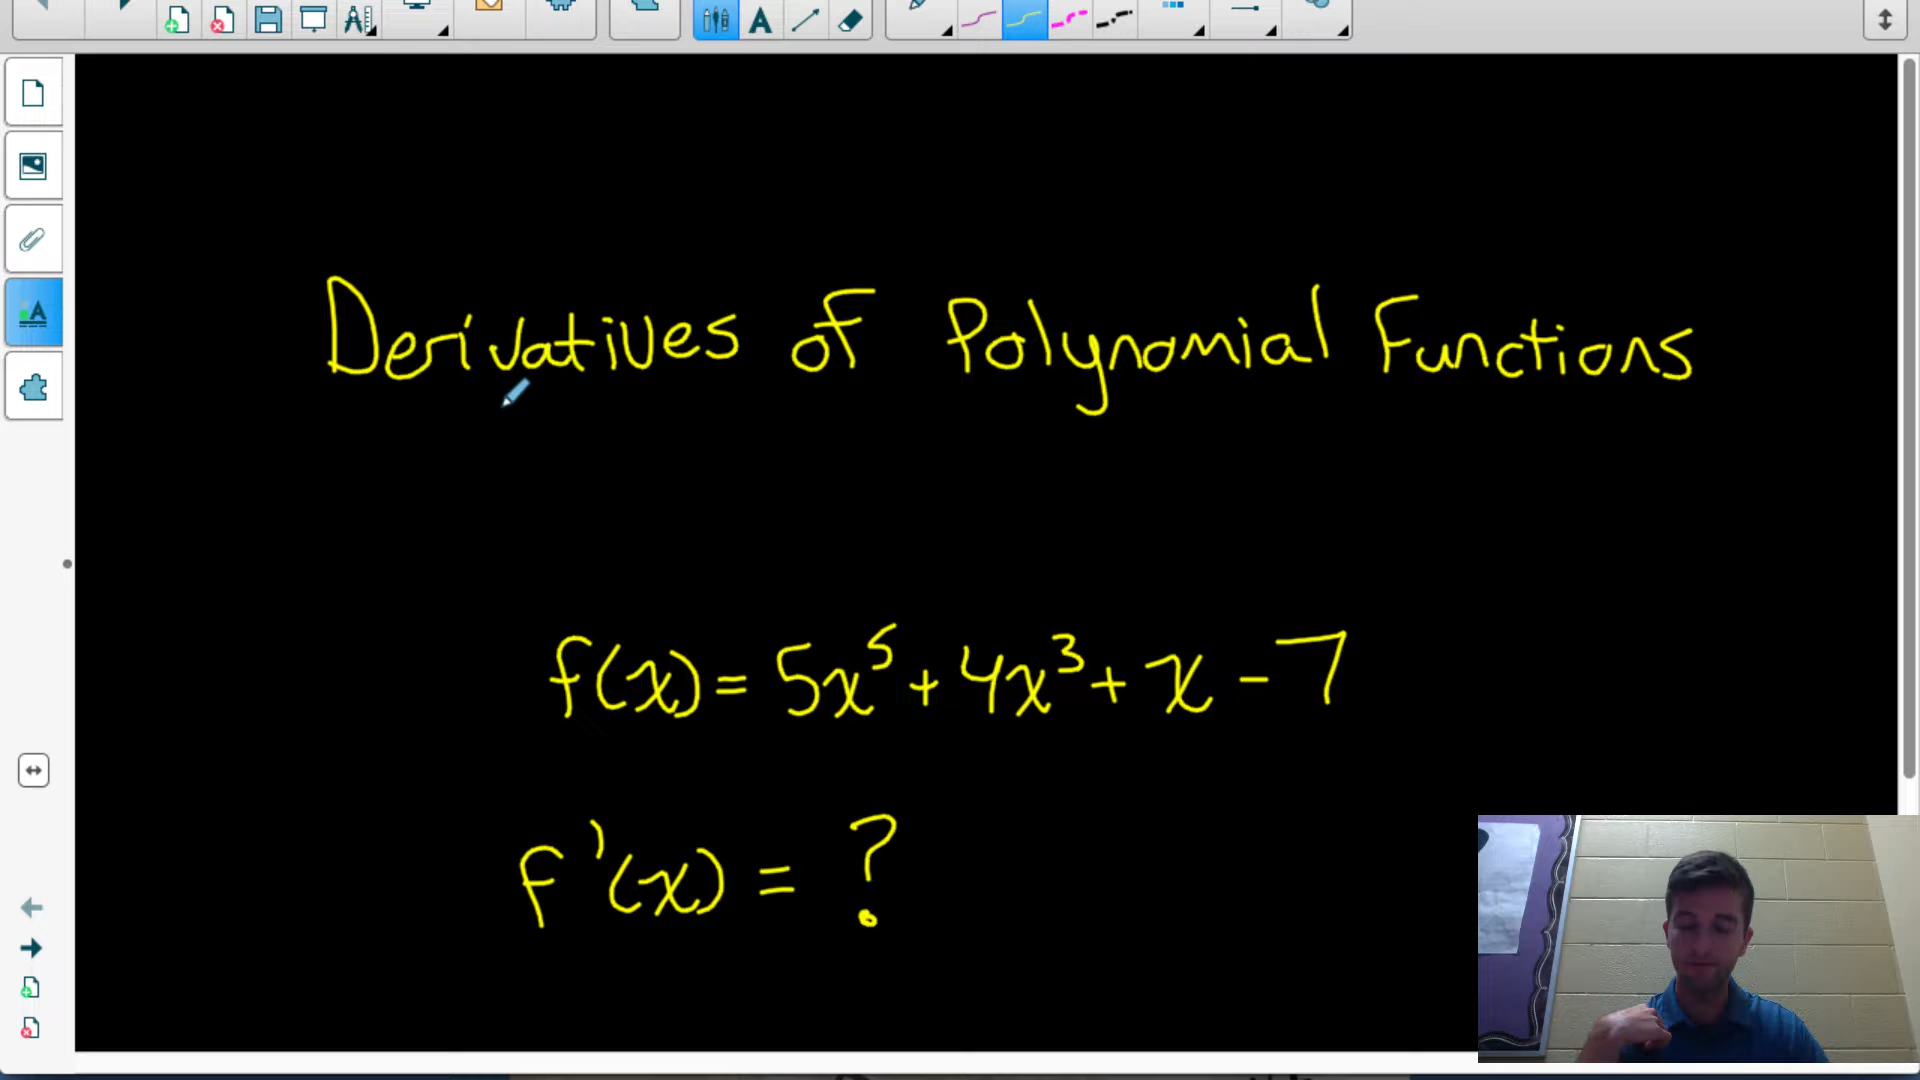 Derivatives of Polynomial Functions
f(x) = 5x⁵ + 4x³ + x - 7
f'(x) = ?